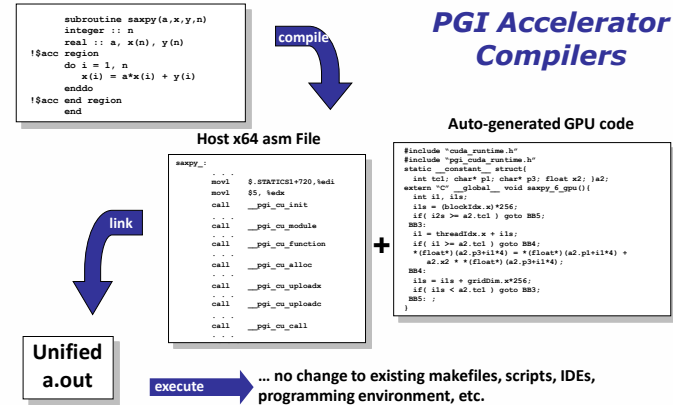 subroutine saxpy(a,x,y,n)
integer :: n
real :: a, x(n), y(n)
!$acc region
do i = 1, n
x(i) = a*x(i) + y(i)
enddo
!$acc end region
end
compile
PGI Accelerator
Compilers
Host x64 asm File
saxpy_:
. . .
movl $.STATICS1+720,%edi
movl $5, %edx
call __pgi_cu_init
. . .
call __pgi_cu_module
. . .
call __pgi_cu_function
. . .
call __pgi_cu_alloc
. . .
call __pgi_cu_uploadx
. . .
call __pgi_cu_uploadc
. . .
call __pgi_cu_call
. . .
+
Auto-generated GPU code
#include "cuda_runtime.h"
#include "pgi_cuda_runtime.h"
static __constant__ struct{
int tc1; char* p1; char* p3; float x2; }a2;
extern "C" __global__ void saxpy_6_gpu(){
int i1, i1s;
i1s = (blockIdx.x)*256;
if( i2s >= a2.tc1 ) goto BB5;
BB3:
i1 = threadIdx.x + i1s;
if( i1 >= a2.tc1 ) goto BB4;
*(float*)(a2.p3+i1*4) = *(float*)(a2.p1+i1*4) +
a2.x2 * *(float*)(a2.p3+i1*4);
BB4:
i1s = i1s + gridDim.x*256;
if( i1s < a2.tc1 ) goto BB3;
BB5: ;
}
link
Unified
a.out
execute
… no change to existing makefiles, scripts, IDEs,
programming environment, etc.